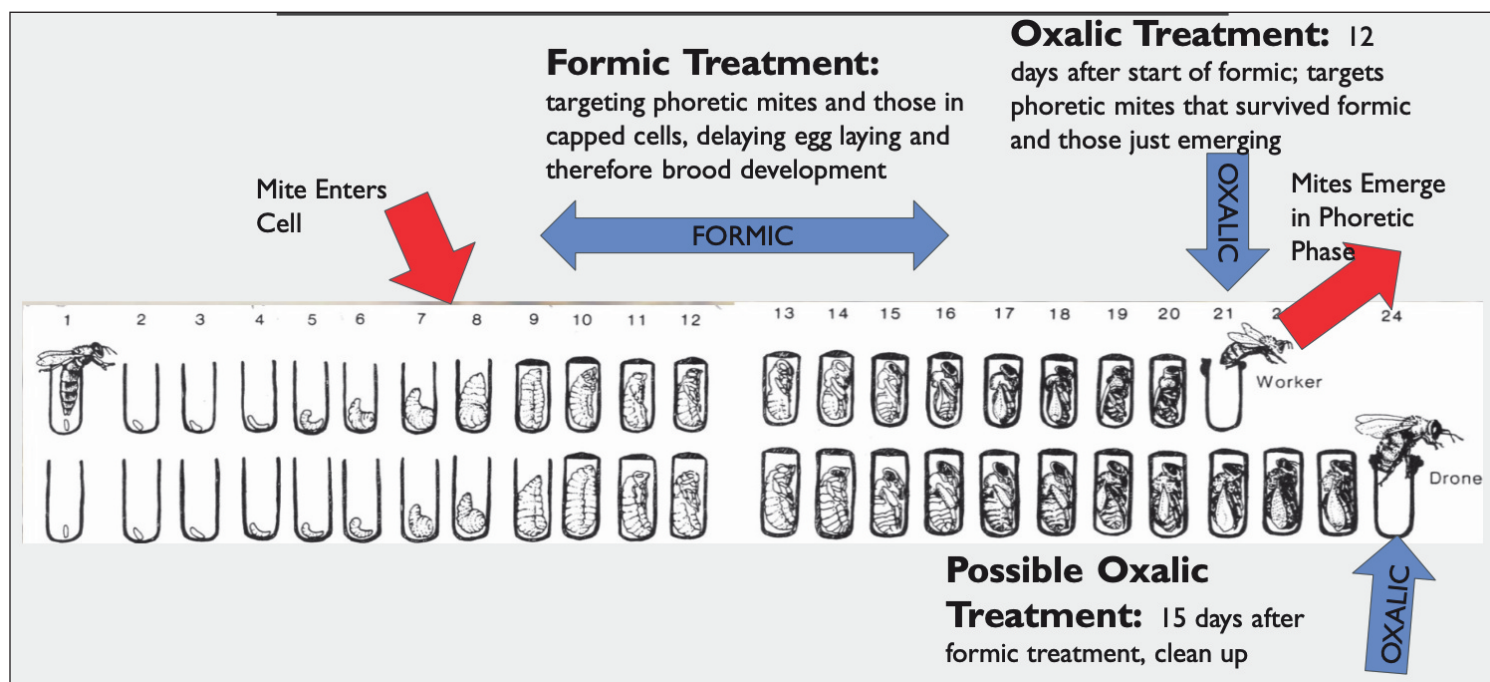 Formic Treatment:
targeting phoretic mites and those in
capped cells, delaying egg laying and
therefore brood development
Oxalic Treatment: 12
days after start of formic; targets
phoretic mites that survived formic
and those just emerging
Mite Enters
Cell
FORMIC
OXALIC
Mites Emerge
in Phoretic
Phase
1 2 3 4 5 6 7 8 9 10 11 12 13 14 15 16 17 18 19 20 21 2 24
Worker
Drone
Possible Oxalic
Treatment: 15 days after
formic treatment, clean up
OXALIC